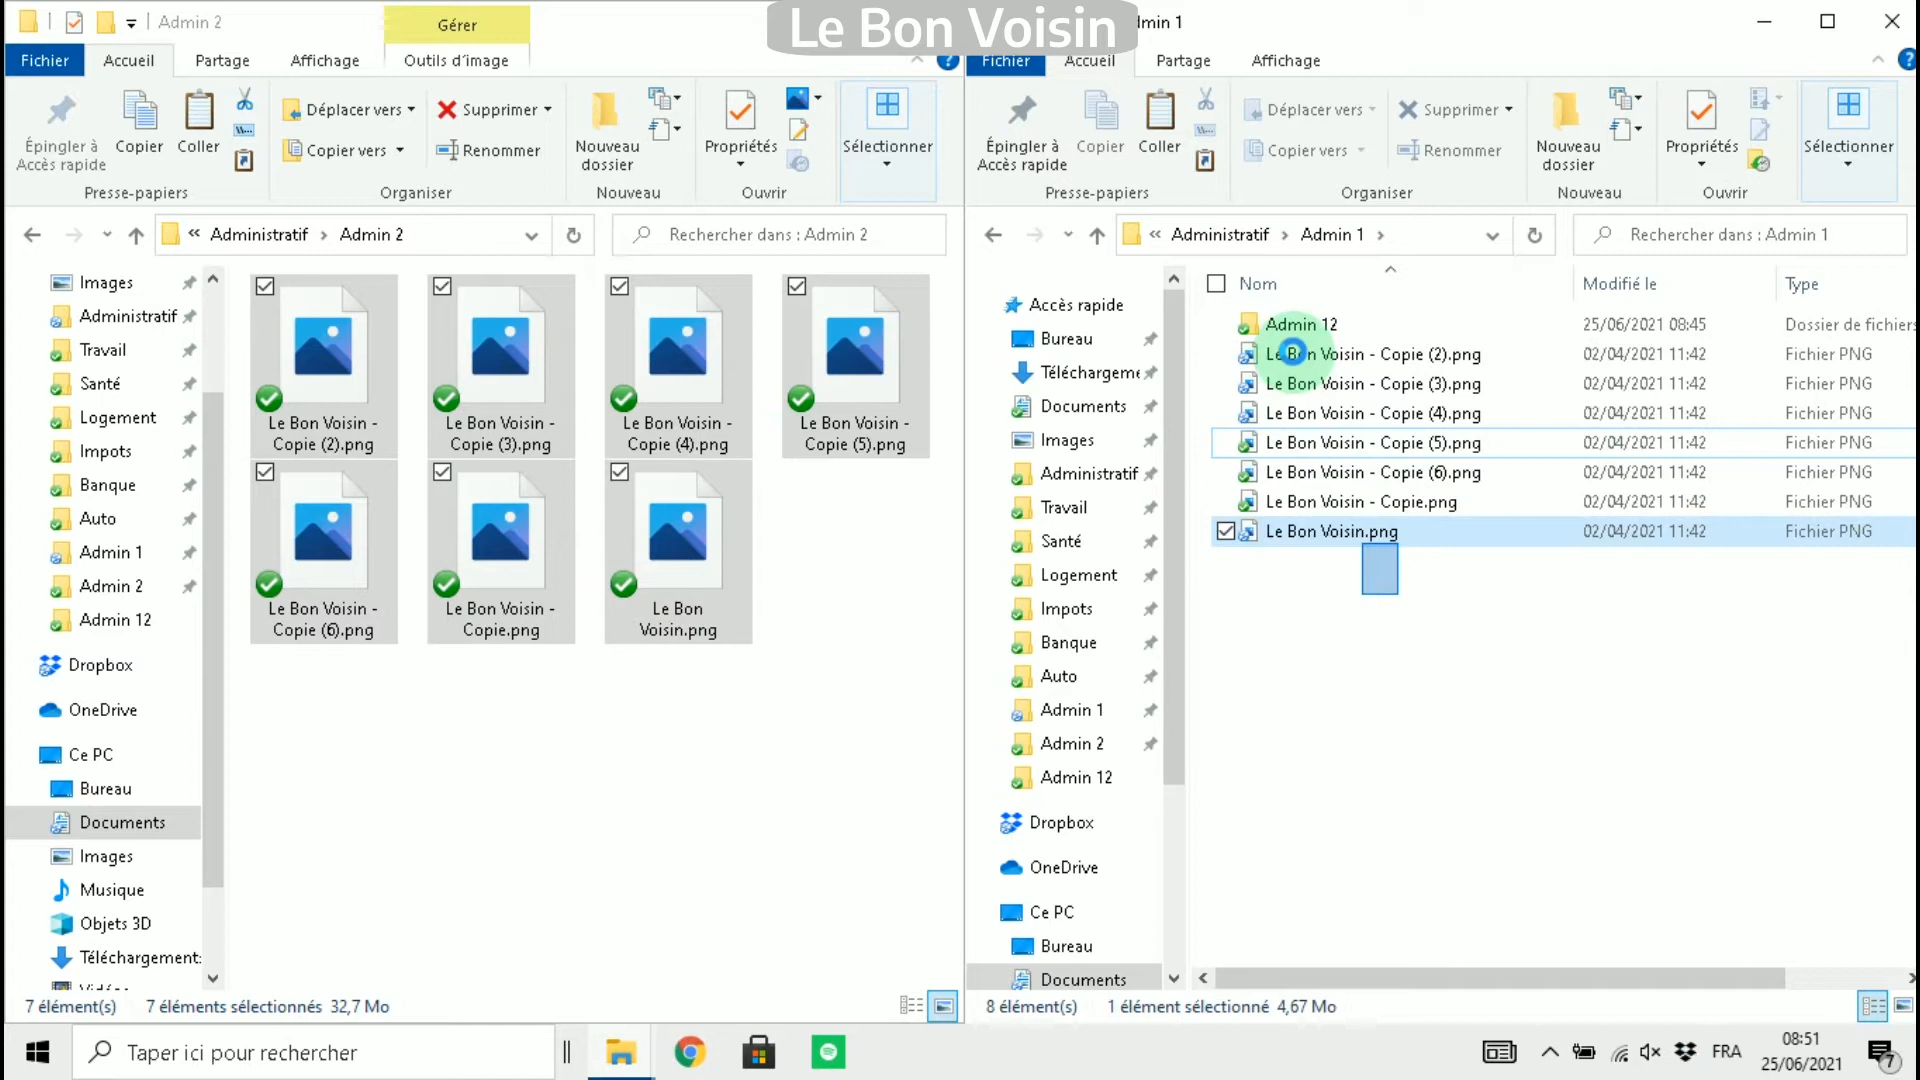 Admin 2
Gérer
Le Bon Voisin
dmin 1
Fichier
Accueil
Partage
Affichage
Outils d'image
Fichier
Accueil
Partage
Affichage
Épingler à
Accès rapide
Copier
Coller
Déplacer vers
Copier vers
Supprimer
Renommer
Nouveau
dossier
Propriétés
Sélectionner
Presse-papiers
Organiser
Nouveau
Ouvrir
Épingler à
Accès rapide
Copier
Coller
Déplacer vers
Copier vers
Supprimer
Renommer
Nouveau
dossier
Propriétés
Sélectionner
Presse-papiers
Organiser
Nouveau
Ouvrir
« Administratif › Admin 2
Rechercher dans : Admin 2
« Administratif › Admin 1 ›
Rechercher dans : Admin 1
Images
Administratif
Travail
Santé
Logement
Impots
Banque
Auto
Admin 1
Admin 2
Admin 12
Dropbox
OneDrive
Ce PC
Bureau
Documents
Images
Musique
Objets 3D
Téléchargement:
Le Bon Voisin -
Copie (2).png
Le Bon Voisin -
Copie (3).png
Le Bon Voisin -
Copie (4).png
Le Bon Voisin -
Copie (5).png
Le Bon Voisin -
Copie (6).png
Le Bon Voisin -
Copie.png
Le Bon
Voisin.png
Accès rapide
Bureau
Téléchargeme
Documents
Images
Administratif
Travail
Santé
Logement
Impots
Banque
Auto
Admin 1
Admin 2
Admin 12
Dropbox
OneDrive
Ce PC
Bureau
Documents
Nom Modifié le Type
Admin 12 25/06/2021 08:45 Dossier de fichiers
Le Bon Voisin - Copie (2).png 02/04/2021 11:42 Fichier PNG
Le Bon Voisin - Copie (3).png 02/04/2021 11:42 Fichier PNG
Le Bon Voisin - Copie (4).png 02/04/2021 11:42 Fichier PNG
Le Bon Voisin - Copie (5).png 02/04/2021 11:42 Fichier PNG
Le Bon Voisin - Copie (6).png 02/04/2021 11:42 Fichier PNG
Le Bon Voisin - Copie.png 02/04/2021 11:42 Fichier PNG
Le Bon Voisin.png 02/04/2021 11:42 Fichier PNG
7 élément(s) 7 éléments sélectionnés 32,7 Mo
8 élément(s) 1 élément sélectionné 4,67 Mo
Taper ici pour rechercher
FRA
08:51
25/06/2021
7